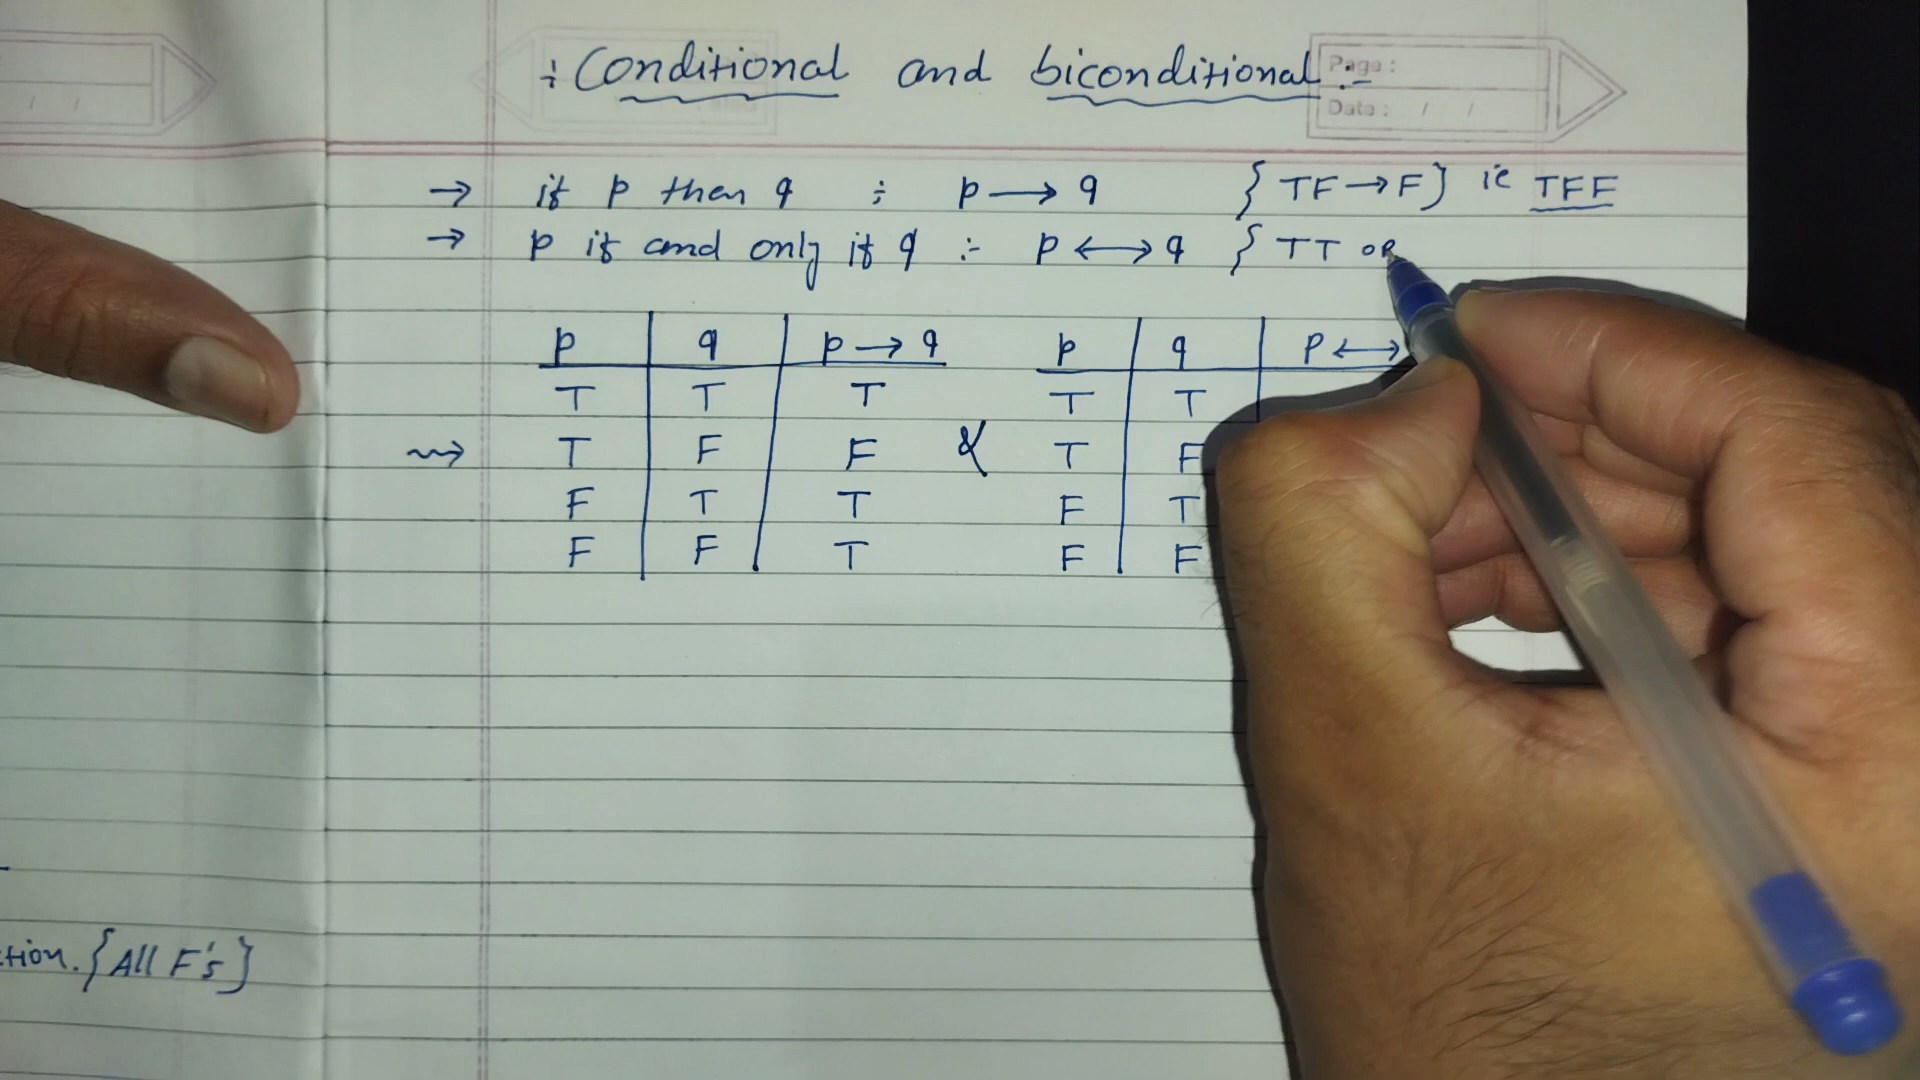 :- Conditional and biconditional :-
Page :
Date : / /
→ if p then q : p → q { TF → F } ie TFF
→ p if and only if q :- p ↔ q { TT OR
p q p → q p q p ↔
T T T T T
⇝ T F F & T F
F T T F T
F F T F F
tion. { All F's }